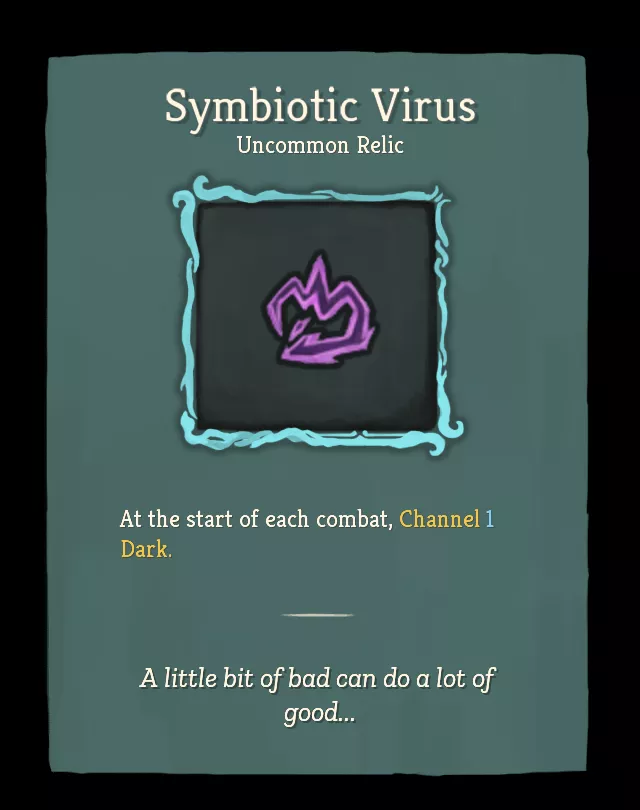 Symbiotic Virus
Uncommon Relic
At the start of each combat, Channel 1
Dark.
A little bit of bad can do a lot of
good...